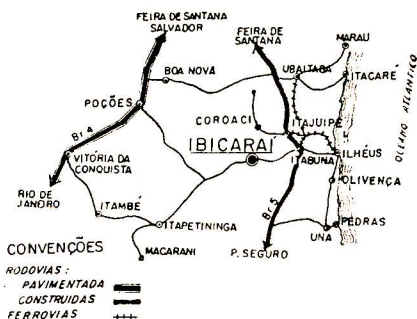 FEIRA DE SANTANA
SALVADOR
FEIRA DE
SANTANA
MARAU
BOA NOVA
UBAITABA
ITACARÉ
OCEANO ATLÂNTICO
POÇÕES
COROACI
ITAJUIPE
Br 4
IBICARAÍ
VITÓRIA DA
CONQUISTA
ITABUNA
ILHÉUS
RIO DE
JANEIRO
OLIVENÇA
ITAMBÉ
Br 5
ITAPETININGA
PEDRAS
UNA
MACARANI
P. SEGURO
CONVENÇÕES
RODOVIAS :
PAVIMENTADA
CONSTRUIDAS
FERROVIAS